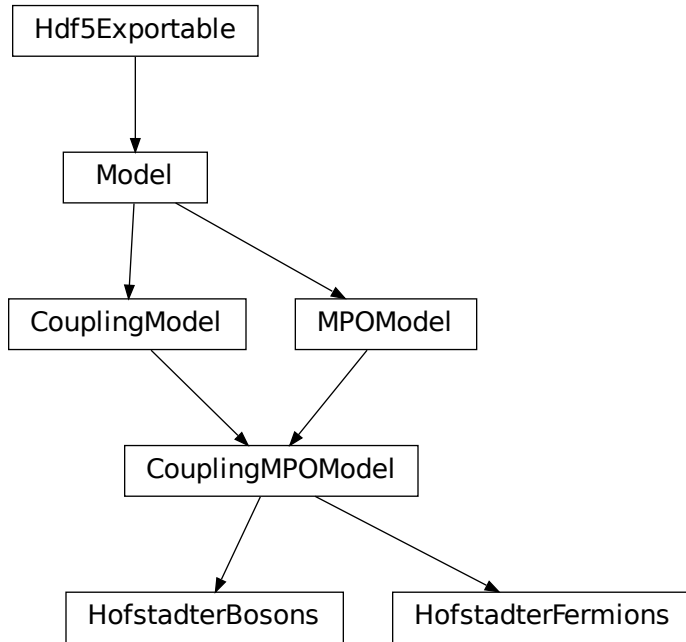 Hdf5Exportable
Model
CouplingModel
MPOModel
CouplingMPOModel
HofstadterBosons
HofstadterFermions